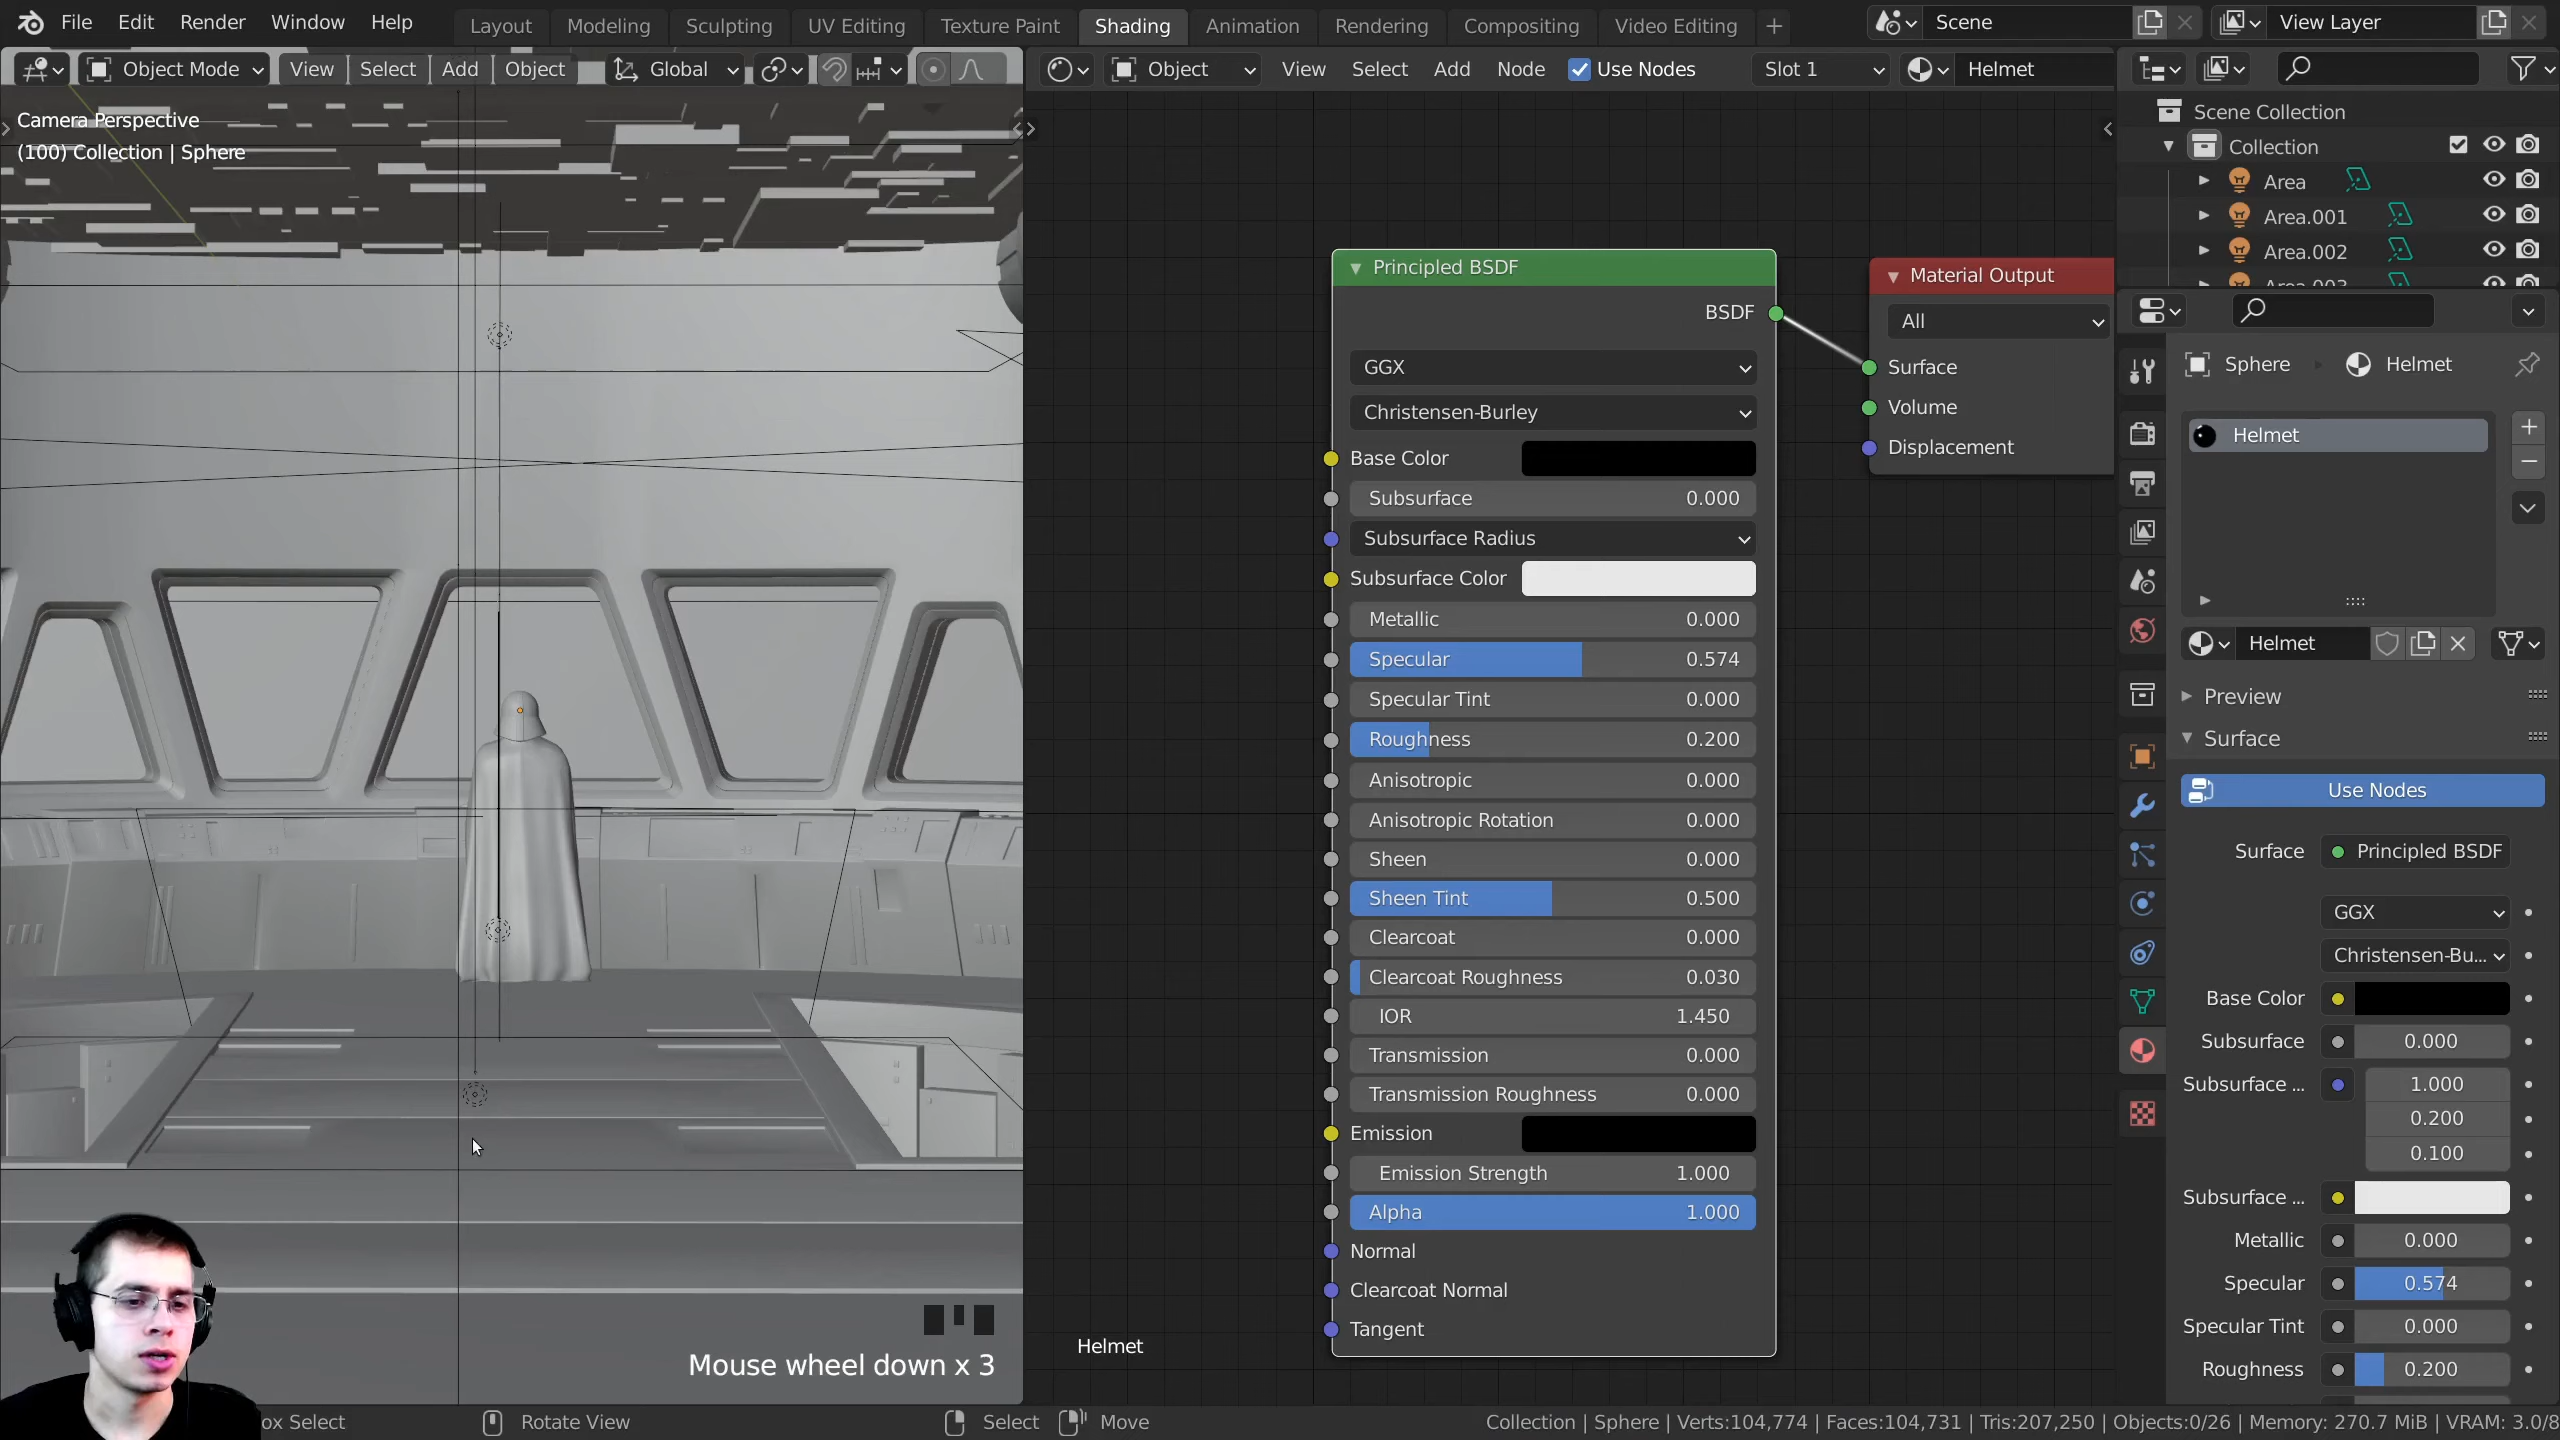 File Edit Render Window Help Layout Modeling Sculpting UV Editing Texture Paint Shading Animation Rendering Compositing Video Editing + Scene View Layer
Object Mode View Select Add Object Global Object View Select Add Node Use Nodes Slot 1 Helmet
Camera Perspective
(100) Collection | Sphere
Principled BSDF
BSDF
GGX
Christensen-Burley
Base Color
Subsurface 0.000
Subsurface Radius
Subsurface Color
Metallic 0.000
Specular 0.574
Specular Tint 0.000
Roughness 0.200
Anisotropic 0.000
Anisotropic Rotation 0.000
Sheen 0.000
Sheen Tint 0.500
Clearcoat 0.000
Clearcoat Roughness 0.030
IOR 1.450
Transmission 0.000
Transmission Roughness 0.000
Emission
Emission Strength 1.000
Alpha 1.000
Normal
Clearcoat Normal
Tangent
Material Output
All
Surface
Volume
Displacement
Helmet
Mouse wheel down x 3
Scene Collection
Collection
Area
Area.001
Area.002
Area.003
Sphere Helmet
Helmet
Helmet
Preview
Surface
Use Nodes
Surface Principled BSDF
GGX
Christensen-Bu...
Base Color
Subsurface 0.000
Subsurface ... 1.000
0.200
0.100
Subsurface ...
Metallic 0.000
Specular 0.574
Specular Tint 0.000
Roughness 0.200
ox Select Rotate View Select Move Collection | Sphere | Verts:104,774 | Faces:104,731 | Tris:207,250 | Objects:0/26 | Memory: 270.7 MiB | VRAM: 3.0/8